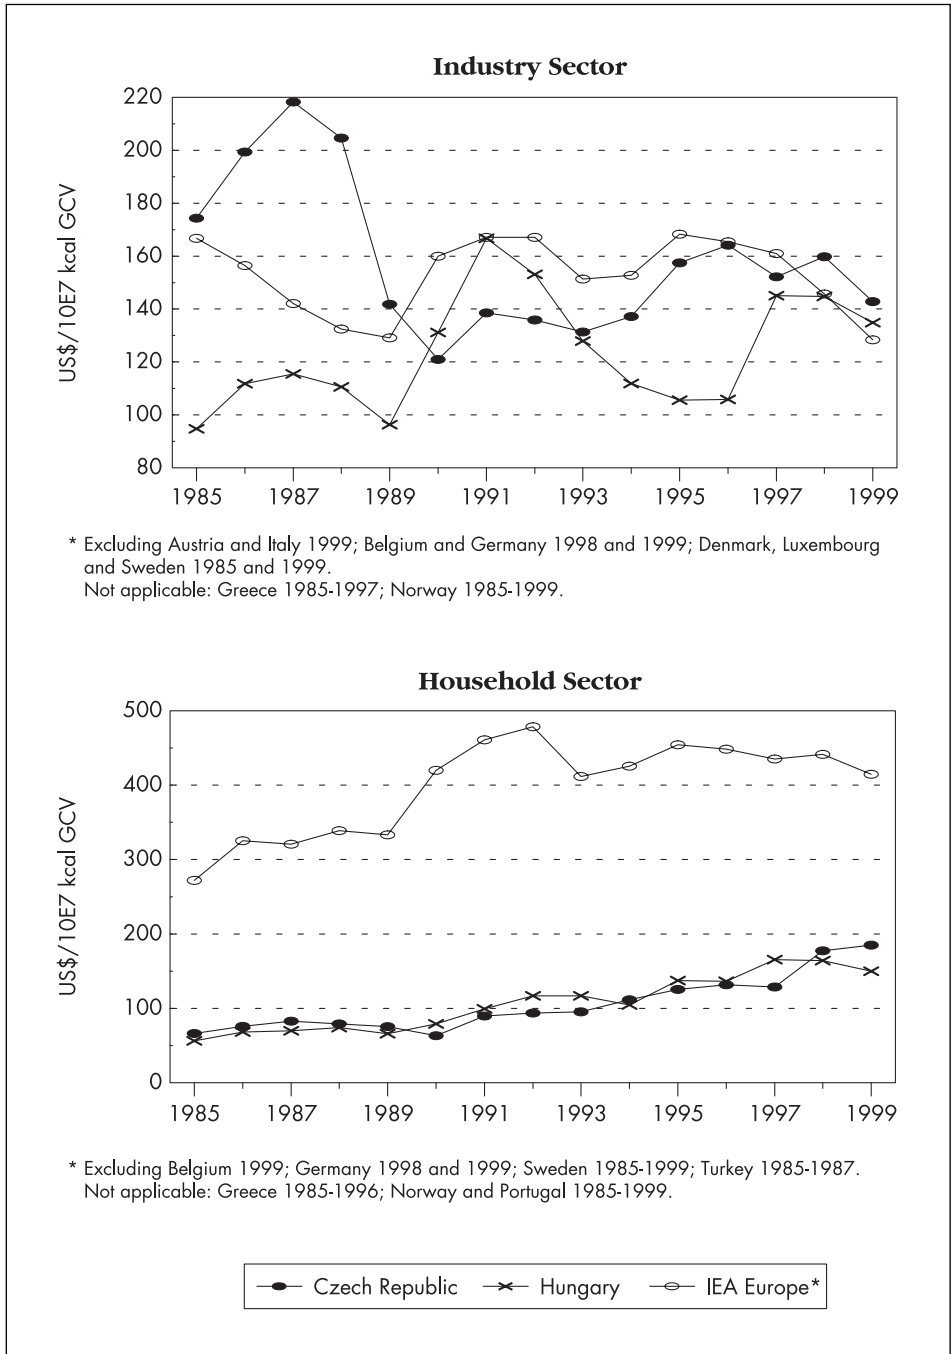 Industry Sector
220
200
180
160
140
120
100
80
US$/10E7 kcal GCV
1985 1987 1989 1991 1993 1995 1997 1999
* Excluding Austria and Italy 1999; Belgium and Germany 1998 and 1999; Denmark, Luxembourg
and Sweden 1985 and 1999.
Not applicable: Greece 1985-1997; Norway 1985-1999.
Household Sector
500
400
300
200
100
0
US$/10E7 kcal GCV
1985 1987 1989 1991 1993 1995 1997 1999
* Excluding Belgium 1999; Germany 1998 and 1999; Sweden 1985-1999; Turkey 1985-1987.
Not applicable: Greece 1985-1996; Norway and Portugal 1985-1999.
Czech Republic Hungary IEA Europe*